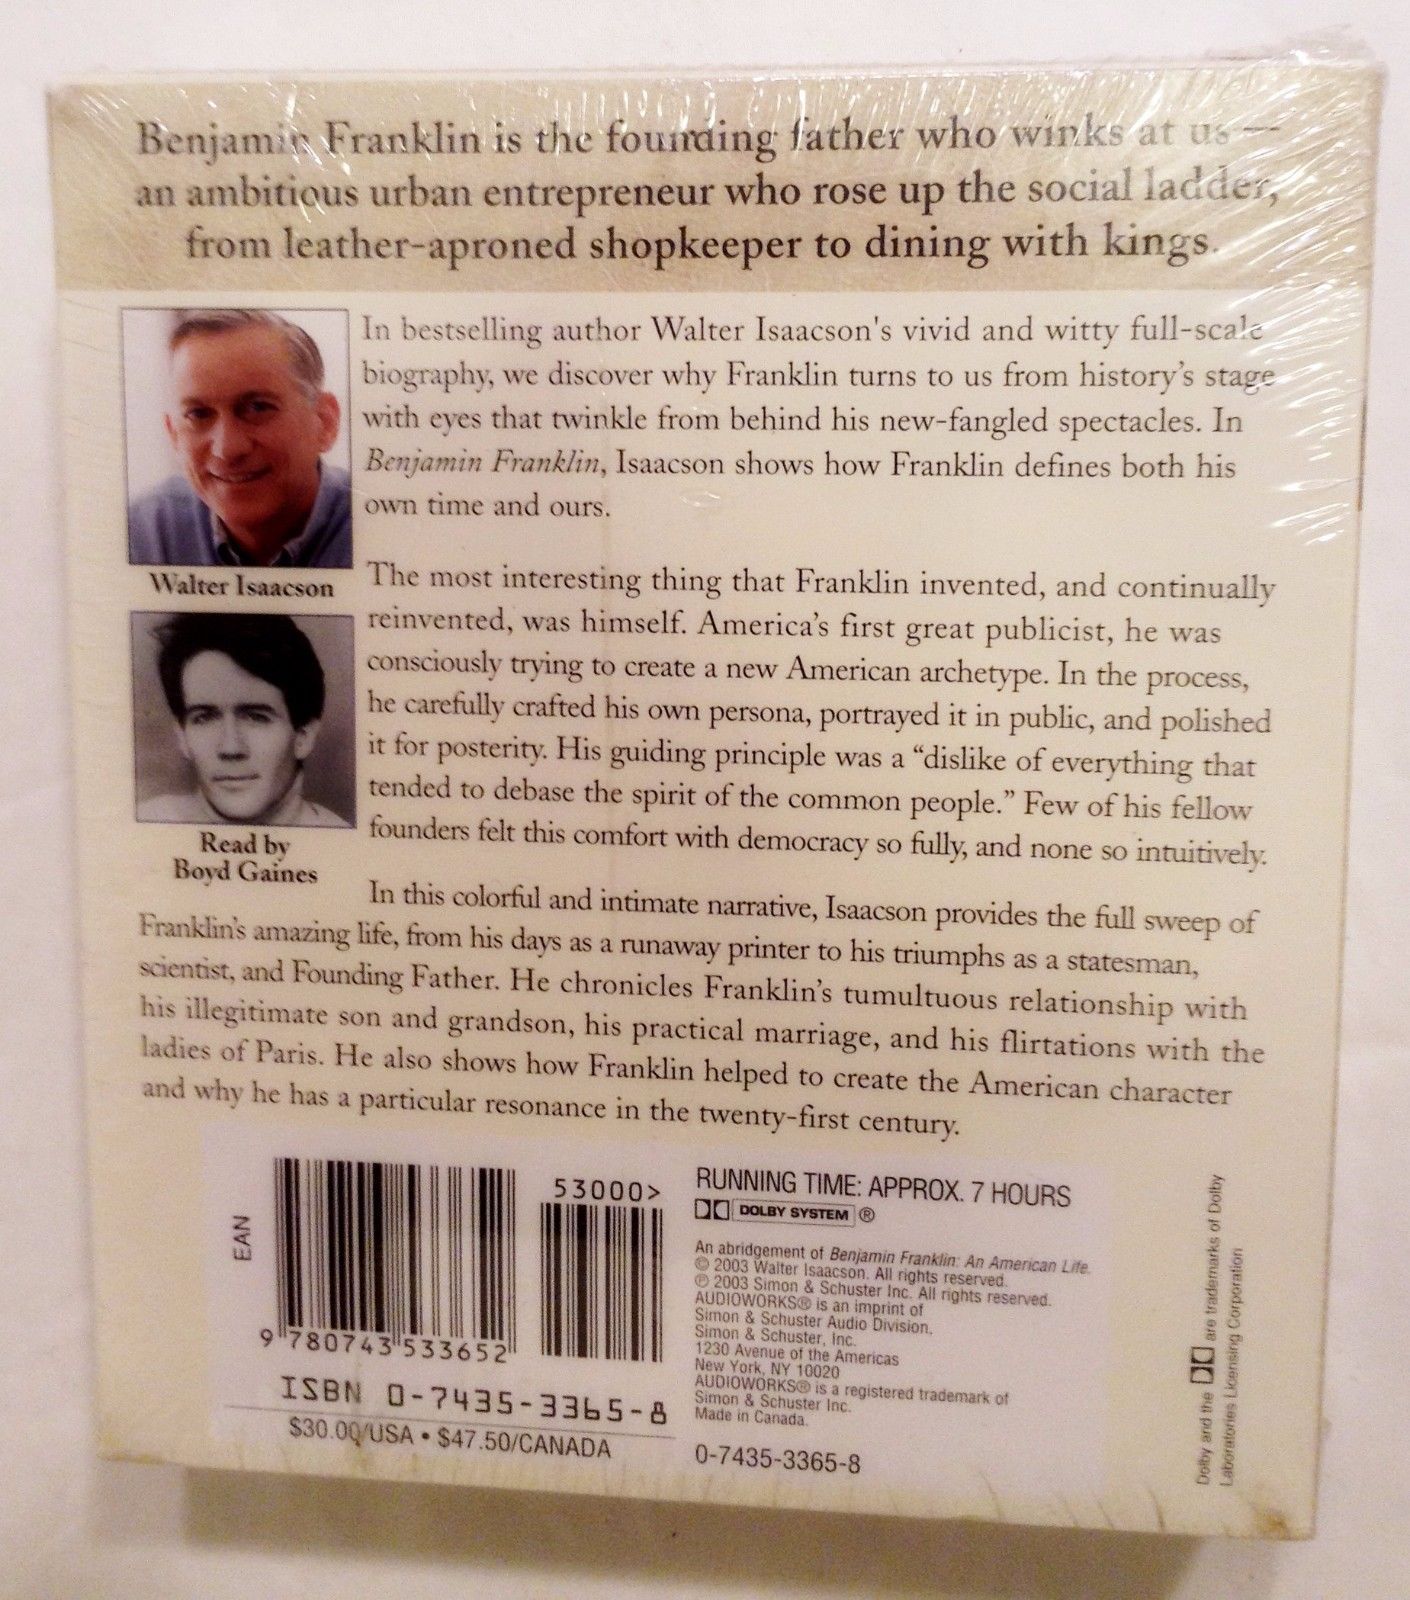 Benjamin Franklin is the founding father who winks at us —
an ambitious urban entrepreneur who rose up the social ladder,
from leather-aproned shopkeeper to dining with kings.
In bestselling author Walter Isaacson's vivid and witty full-scale
biography, we discover why Franklin turns to us from history's stage
with eyes that twinkle from behind his new-fangled spectacles. In
Benjamin Franklin, Isaacson shows how Franklin defines both his
own time and ours.
Walter Isaacson
The most interesting thing that Franklin invented, and continually
reinvented, was himself. America's first great publicist, he was
consciously trying to create a new American archetype. In the process,
he carefully crafted his own persona, portrayed it in public, and polished
it for posterity. His guiding principle was a “dislike of everything that
tended to debase the spirit of the common people.” Few of his fellow
founders felt this comfort with democracy so fully, and none so intuitively.
Read by
Boyd Gaines
In this colorful and intimate narrative, Isaacson provides the full sweep of
Franklin's amazing life, from his days as a runaway printer to his triumphs as a statesman,
scientist, and Founding Father. He chronicles Franklin's tumultuous relationship with
his illegitimate son and grandson, his practical marriage, and his flirtations with the
ladies of Paris. He also shows how Franklin helped to create the American character
and why he has a particular resonance in the twenty-first century.
EAN
53000>
9 780743 533652
ISBN 0-7435-3365-8
$30.00/USA • $47.50/CANADA
RUNNING TIME: APPROX. 7 HOURS
DOLBY SYSTEM ®
An abridgement of Benjamin Franklin: An American Life.
© 2003 Walter Isaacson. All rights reserved.
℗ 2003 Simon & Schuster Inc. All rights reserved.
AUDIOWORKS® is an imprint of
Simon & Schuster Audio Division,
Simon & Schuster, Inc.
1230 Avenue of the Americas
New York, NY 10020
AUDIOWORKS® is a registered trademark of
Simon & Schuster Inc.
Made in Canada.
0-7435-3365-8
Dolby and the are trademarks of Dolby
Laboratories Licensing Corporation